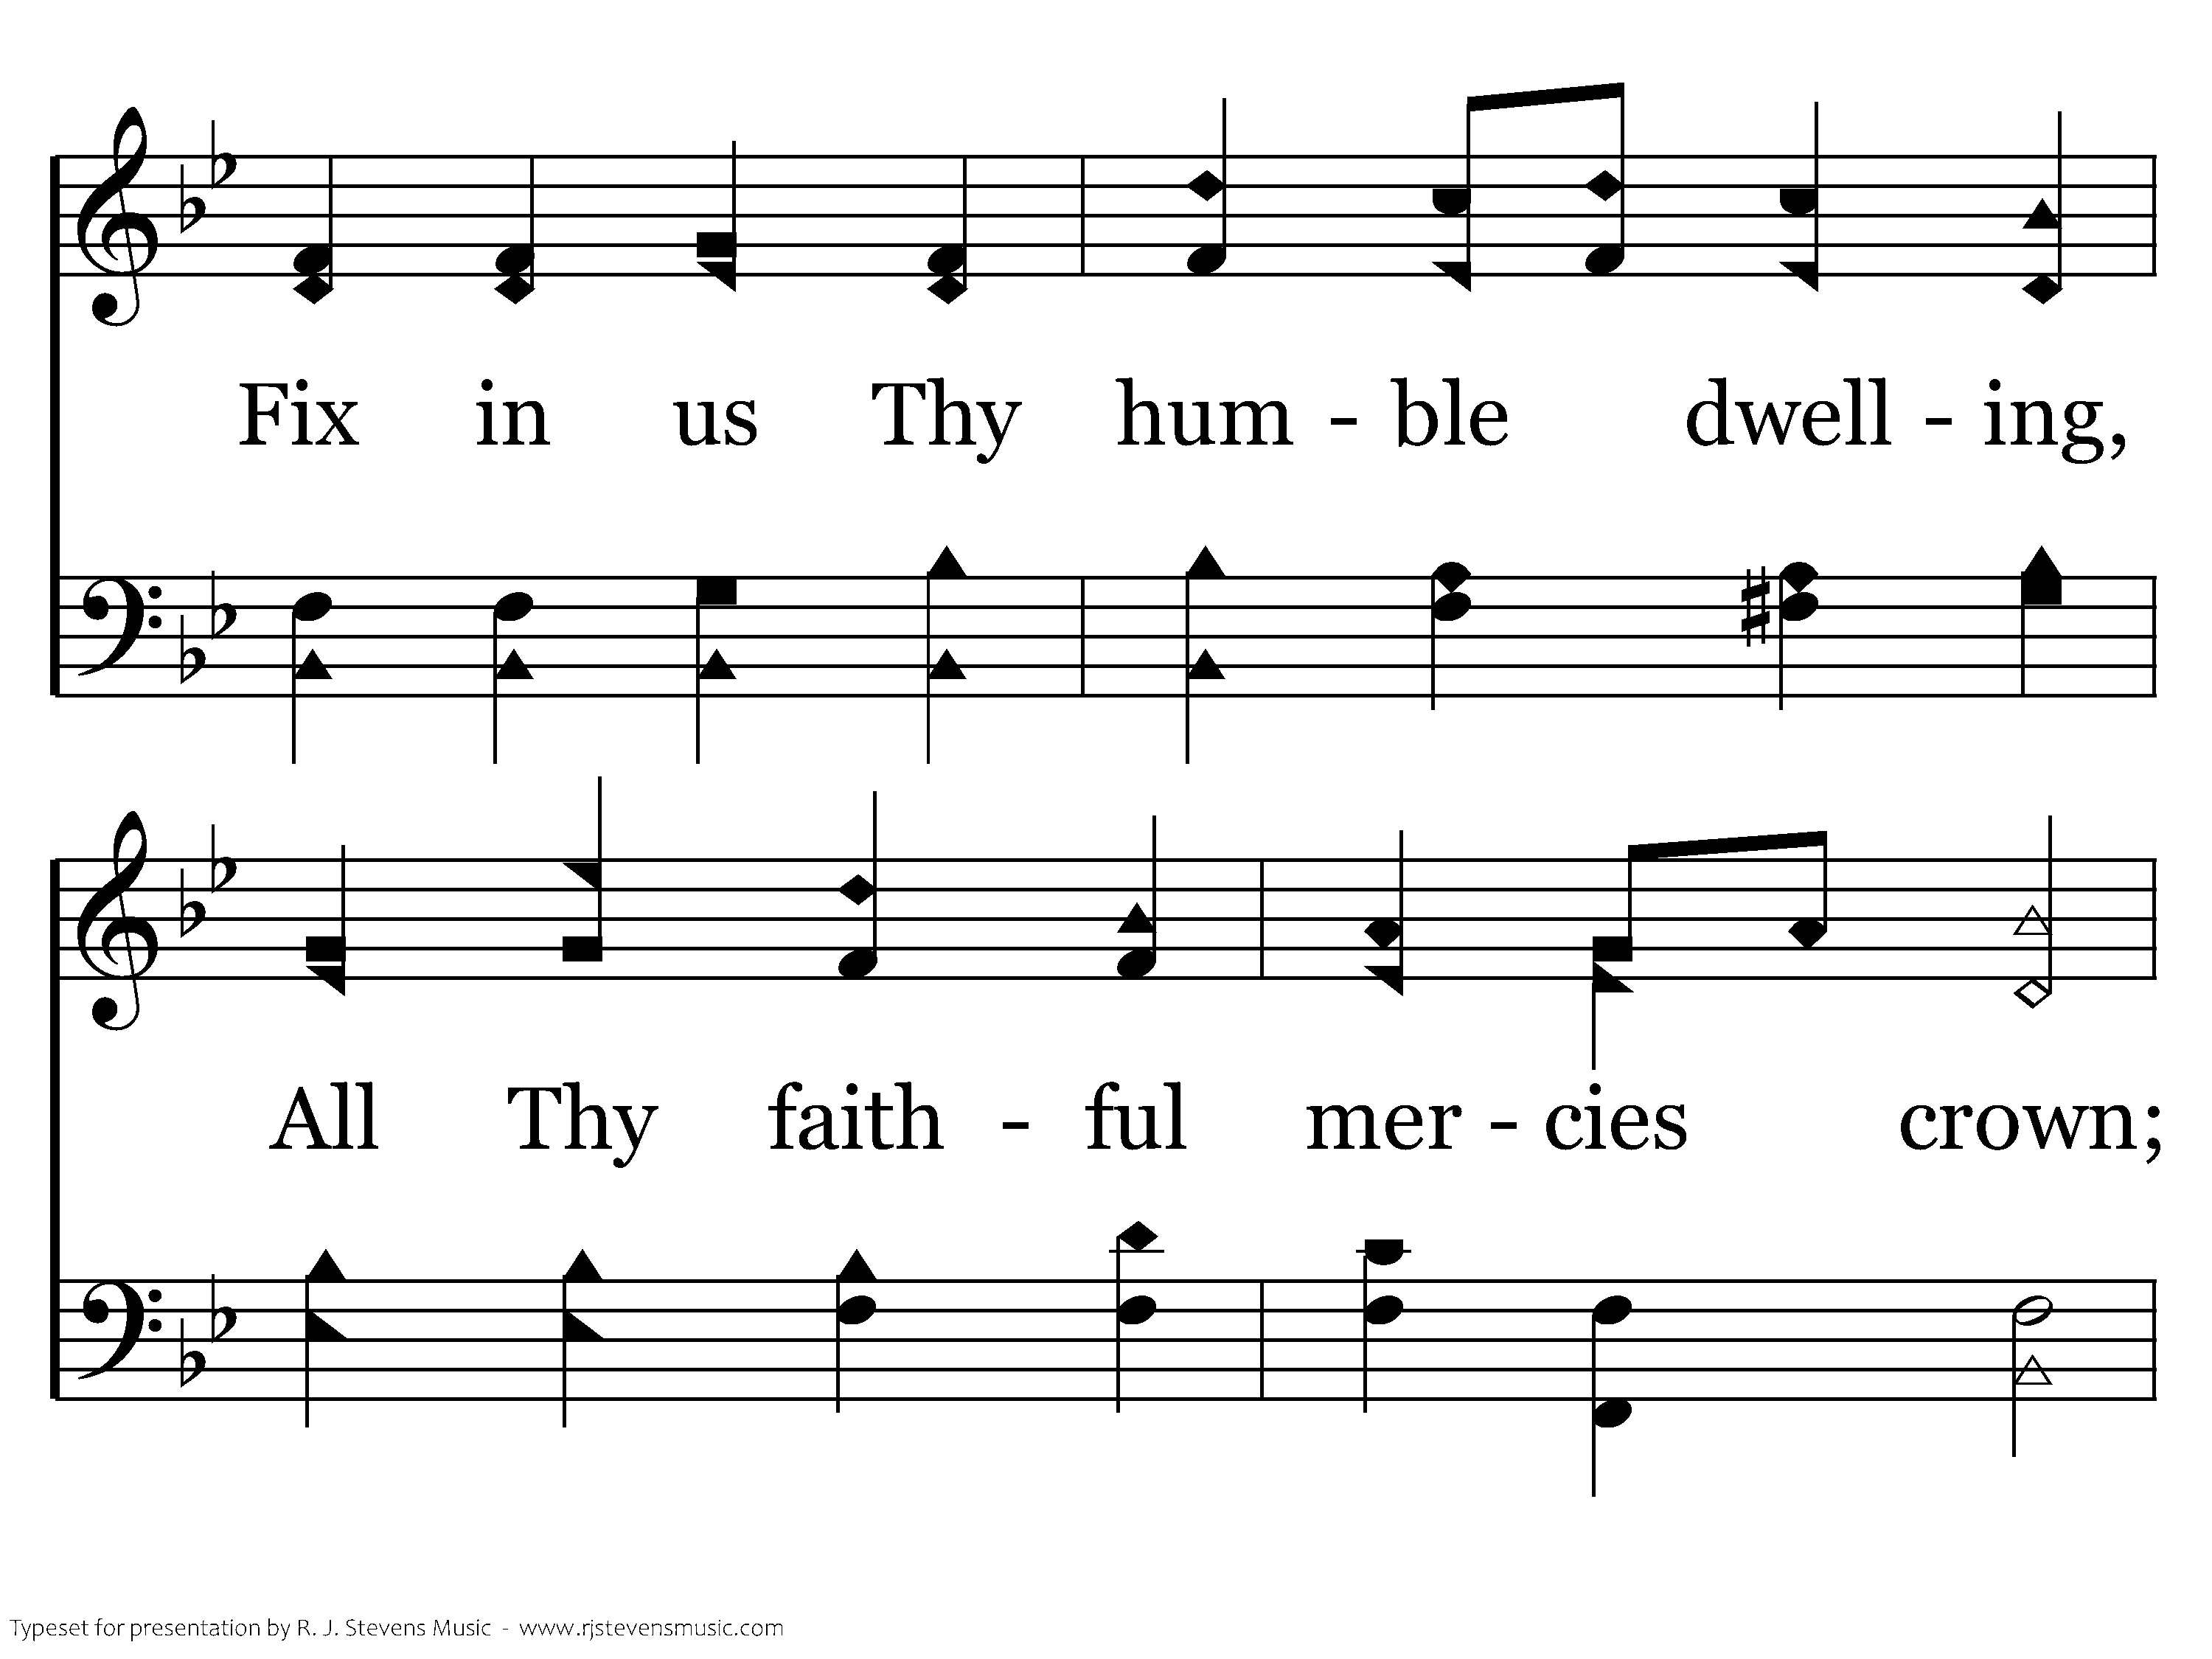 Fix in us Thy hum - ble dwell - ing,
All Thy faith - ful mer - cies crown;
Typeset for presentation by R. J. Stevens Music - www.rjstevensmusic.com